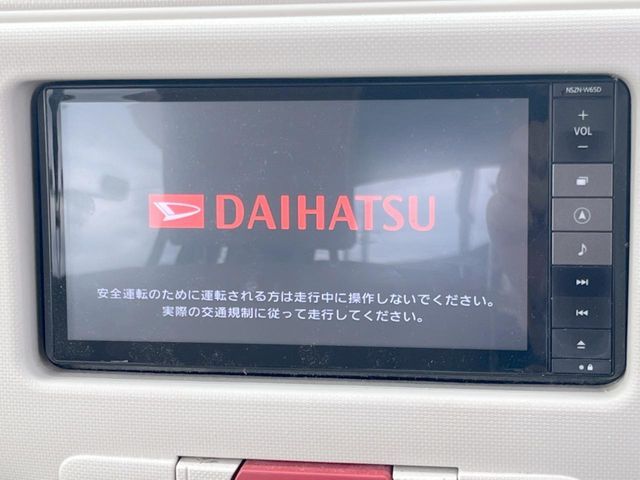 NSZN-W65D
+
VOL
−
DAIHATSU
安全運転のために運転される方は走行中に操作しないでください。
実際の交通規制に従って走行してください。